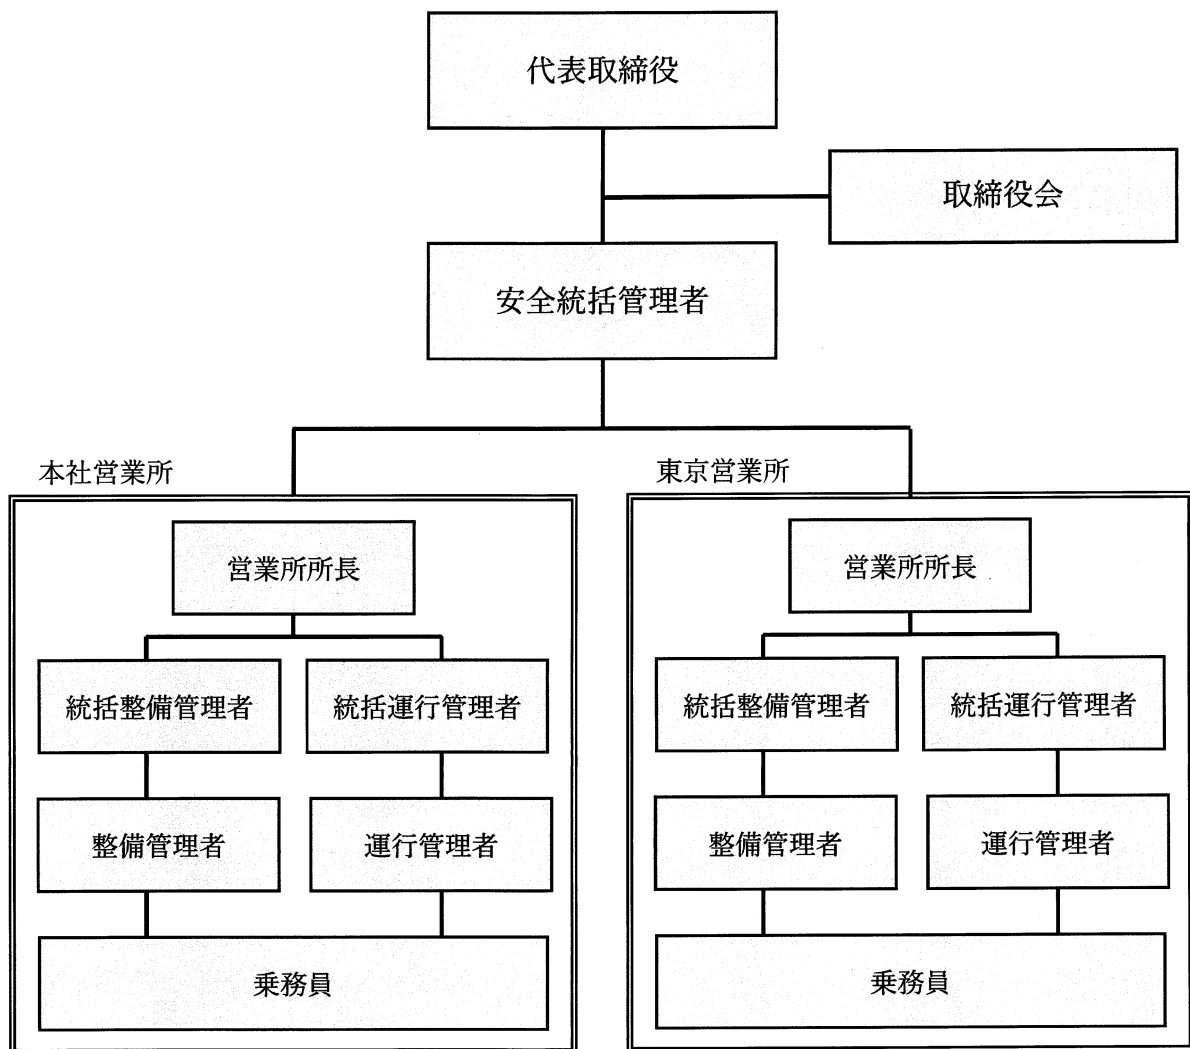 代表取締役
取締役会
安全統括管理者
本社営業所
営業所所長
統括整備管理者
統括運行管理者
整備管理者
運行管理者
乗務員
東京営業所
営業所所長
統括整備管理者
統括運行管理者
整備管理者
運行管理者
乗務員